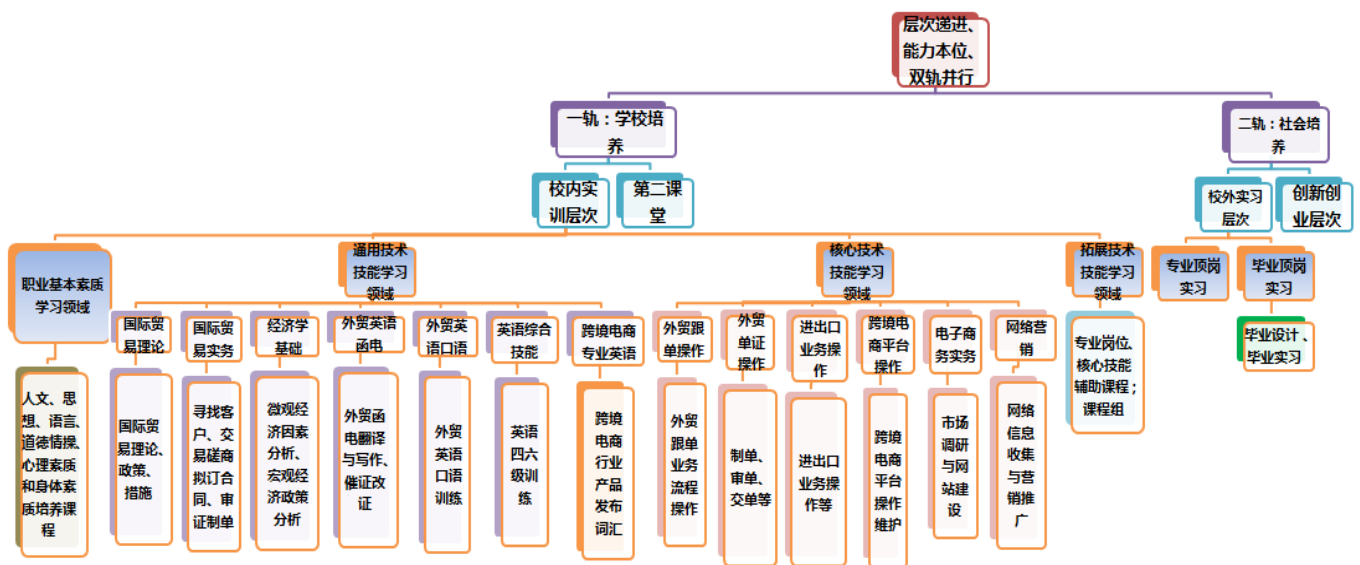 层次递进、
能力本位、
双轨并行
一轨：学校培
养
二轨：社会培
养
校内实
训层次
第二课
堂
校外实习
层次
创新创
业层次
职业基本素质
学习领域
通用技术
技能学习
领域
核心技术
技能学习
领域
拓展技术
技能学习
领域
专业顶岗
实习
毕业顶岗
实习
国际贸
易理论
国际贸
易实务
经济学
基础
外贸英语
函电
外贸英
语口语
英语综合
技能
跨境电商
专业英语
外贸跟
单操作
外贸
单证
操作
进出口
业务操
作
跨境电
商平台
操作
电子商
务实务
网络营
销
专业岗位、
核心技能
辅助课程；
课程组
毕业设计、
毕业实习
人文、思
想、语言、
道德情操、
心理素质
和身体素
质培养课
程
国际贸
易理论、
政策、
措施
寻找客
户、交
易磋商
拟订合
同、审
证制单
微观经
济因素
分析、
宏观经
济政策
分析
外贸函
电翻译
与写作、
催证改
证
外贸
英语
口语
训练
英语
四六
级训
练
跨境
电商
行业
产品
发布
词汇
外贸
跟单
业务
流程
操作
制单、
审单、
交单等
进出口
业务操
作等
跨境
电商
平台
操作
维护
市场
调研
与网
站建
设
网络
信息
收集
与营
销推
广